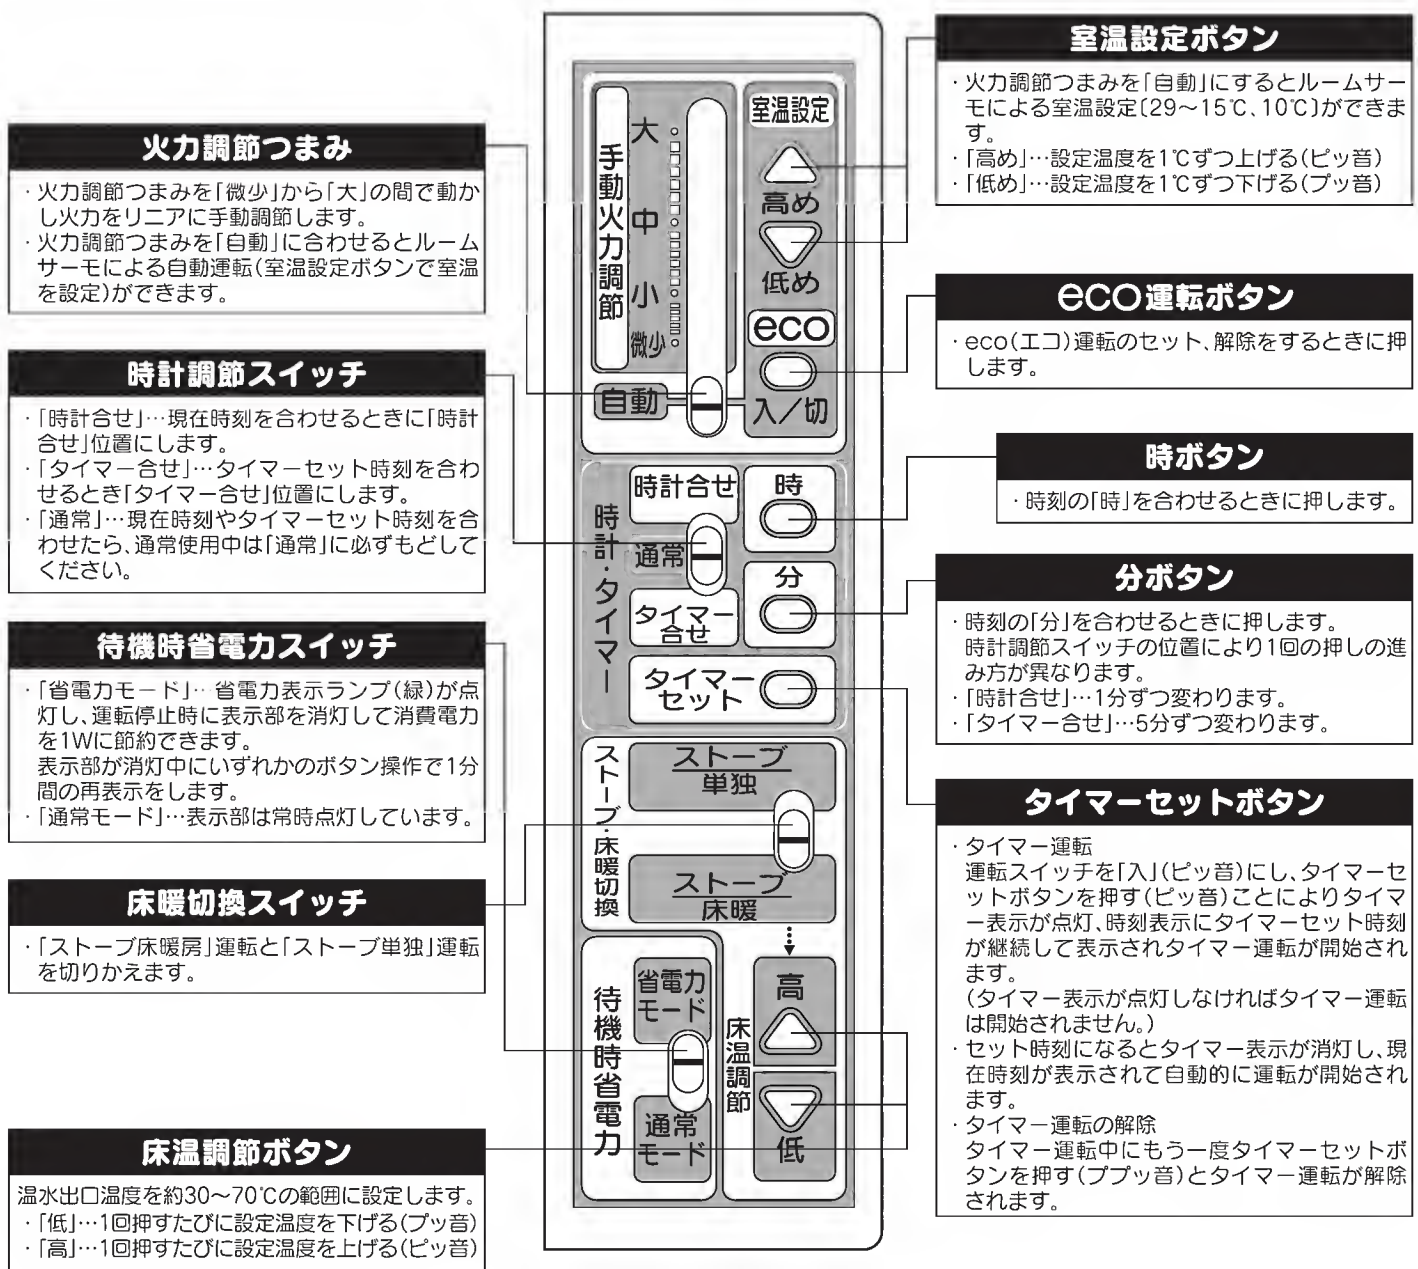 火力調節つまみ
・火力調節つまみを「微少」から「大」の間で動か
し火力をリニアに手動調節します。
・火力調節つまみを「自動」に合わせるとルーム
サーモによる自動運転(室温設定ボタンで室温
を設定)ができます。
時計調節スイッチ
・「時計合せ」…現在時刻を合わせるときに「時計
合せ」位置にします。
・「タイマー合せ」…タイマーセット時刻を合わ
せるとき「タイマー合せ」位置にします。
・「通常」…現在時刻やタイマーセット時刻を合
わせたら、通常使用中は「通常」に必ずもどして
ください。
待機時省電力スイッチ
・「省電力モード」…省電力表示ランプ(緑)が点
灯し、運転停止時に表示部を消灯して消費電力
を1Wに節約できます。
表示部が消灯中にいずれかのボタン操作で1分
間の再表示をします。
・「通常モード」…表示部は常時点灯しています。
床暖切換スイッチ
・「ストーブ床暖房」運転と「ストーブ単独」運転
を切りかえます。
床温調節ボタン
温水出口温度を約30～70℃の範囲に設定します。
・「低」…1回押すたびに設定温度を下げる(プッ音)
・「高」…1回押すたびに設定温度を上げる(ピッ音)
手動火力調節
大
中
小
微少
自動
室温設定
高め
低め
eco
入／切
時計・タイマー
時計合せ
通常
タイマー
合せ
時
分
タイマー
セット
ストーブ・床暖切換
ストーブ
単独
ストーブ
床暖
待機時省電力
省電力
モード
通常
モード
床温調節
高
低
室温設定ボタン
・火力調節つまみを「自動」にするとルームサー
モによる室温設定〔29～15℃、10℃〕ができま
す。
・「高め」…設定温度を1℃ずつ上げる(ピッ音)
・「低め」…設定温度を1℃ずつ下げる(プッ音)
eco運転ボタン
・eco(エコ)運転のセット、解除をするときに押
します。
時ボタン
・時刻の「時」を合わせるときに押します。
分ボタン
・時刻の「分」を合わせるときに押します。
時計調節スイッチの位置により1回の押しの進
み方が異なります。
・「時計合せ」…1分ずつ変わります。
・「タイマー合せ」…5分ずつ変わります。
タイマーセットボタン
・タイマー運転
運転スイッチを「入」(ピッ音)にし、タイマーセ
ットボタンを押す(ピッ音)ことによりタイマ
ー表示が点灯、時刻表示にタイマーセット時刻
が継続して表示されタイマー運転が開始され
ます。
(タイマー表示が点灯しなければタイマー運転
は開始されません。)
・セット時刻になるとタイマー表示が消灯し、現
在時刻が表示されて自動的に運転が開始され
ます。
・タイマー運転の解除
タイマー運転中にもう一度タイマーセットボ
タンを押す(ププッ音)とタイマー運転が解除
されます。